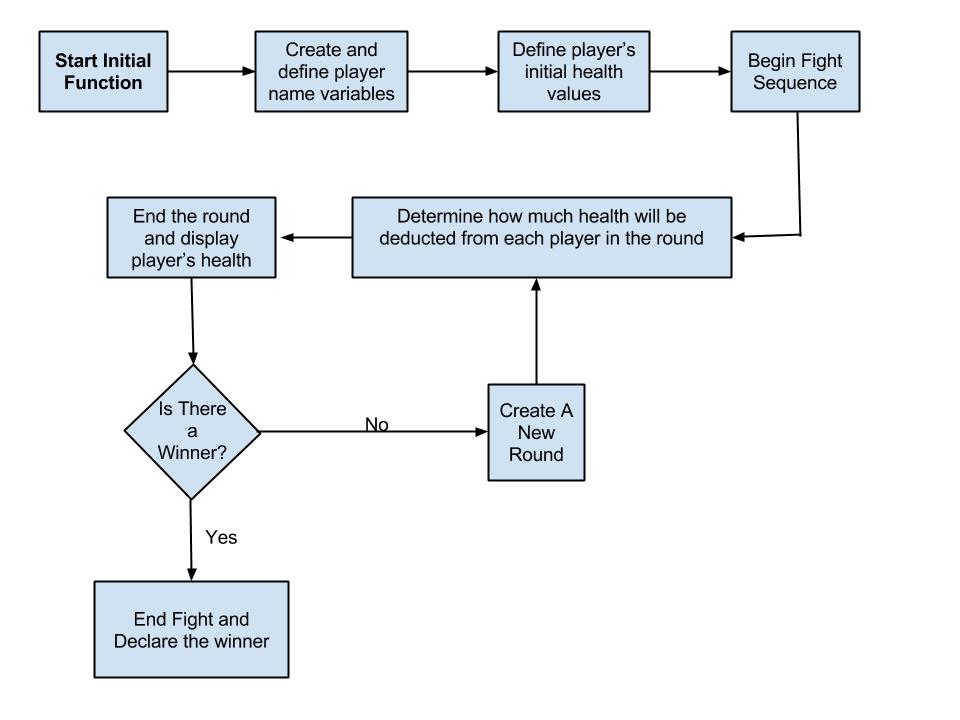 Start Initial
Function
Create and
define player
name variables
Define player's
initial health
values
Begin Fight
Sequence
End the round
and display
player's health
Determine how much health will be
deducted from each player in the round
Is There
a
Winner?
No
Create A
New
Round
Yes
End Fight and
Declare the winner